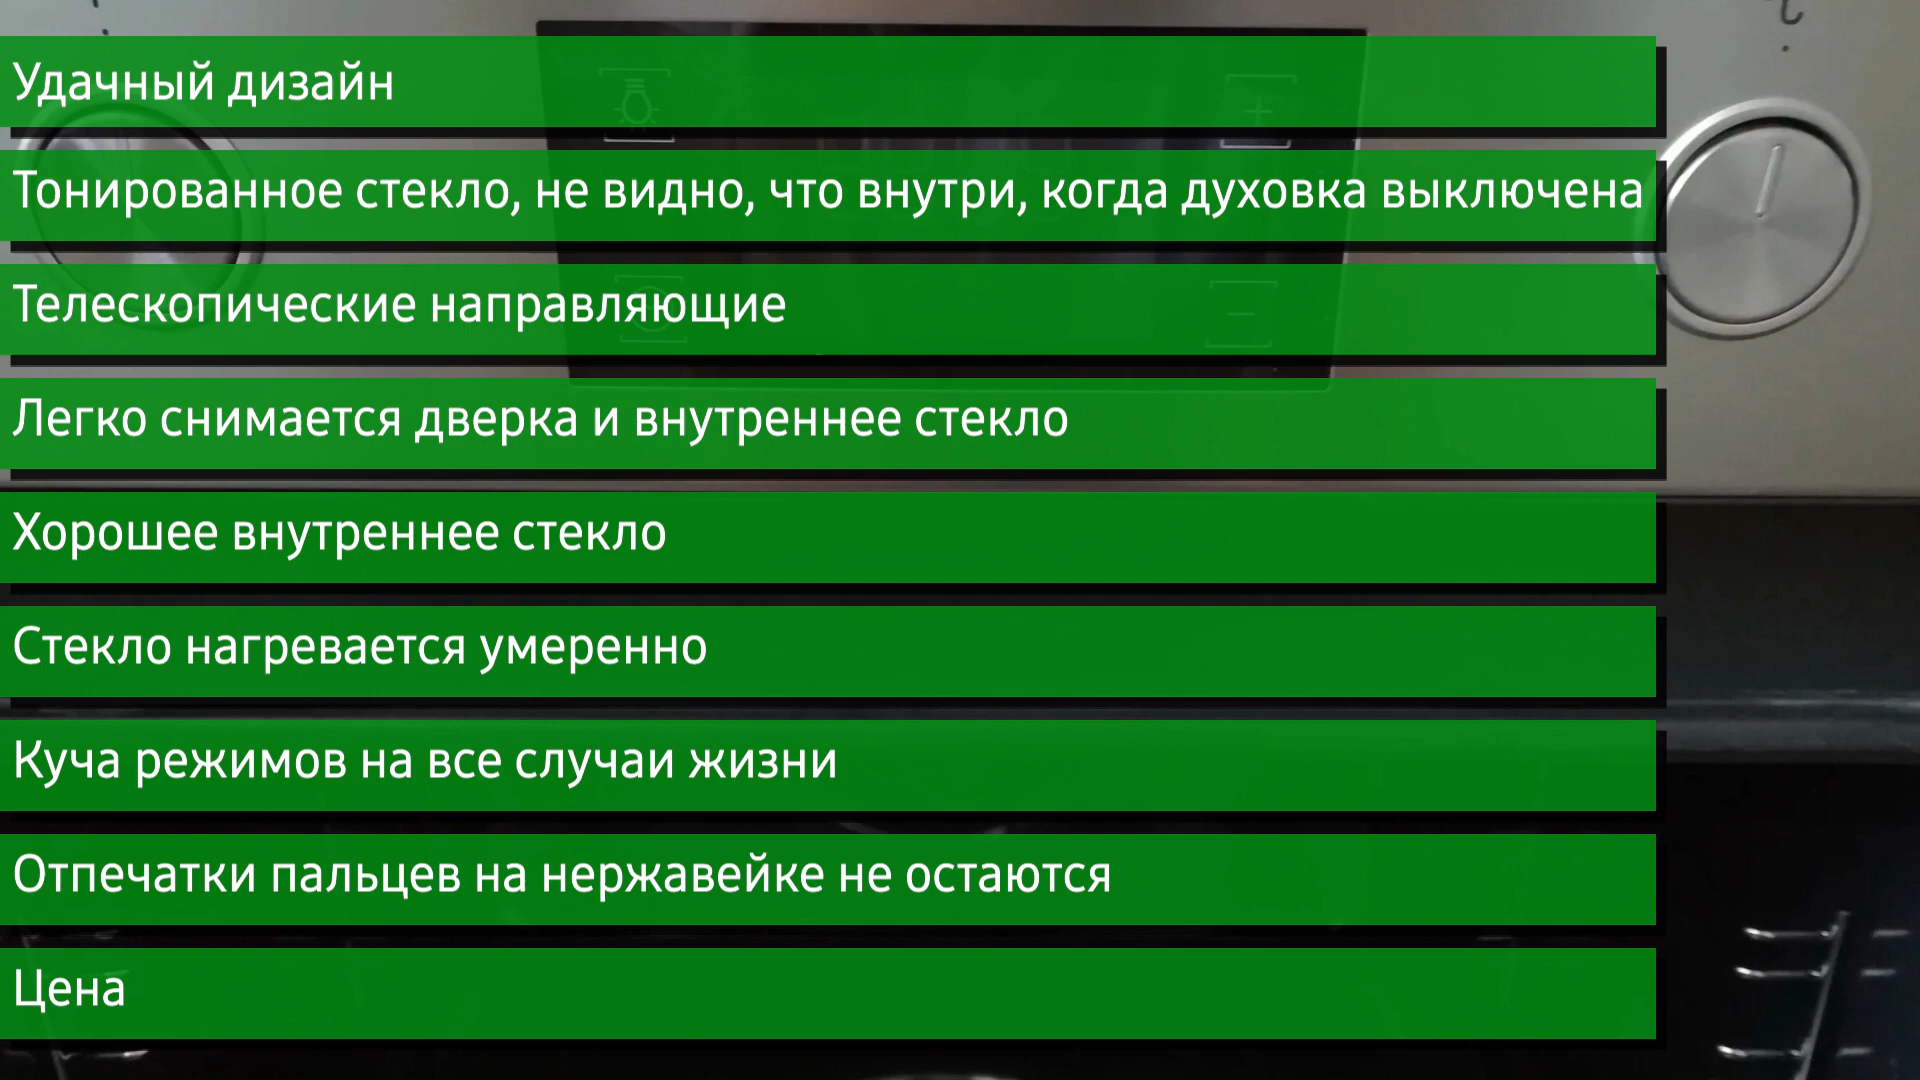 Удачный дизайн
Тонированное стекло, не видно, что внутри, когда духовка выключена
Телескопические направляющие
Легко снимается дверка и внутреннее стекло
Хорошее внутреннее стекло
Стекло нагревается умеренно
Куча режимов на все случаи жизни
Отпечатки пальцев на нержавейке не остаются
Цена